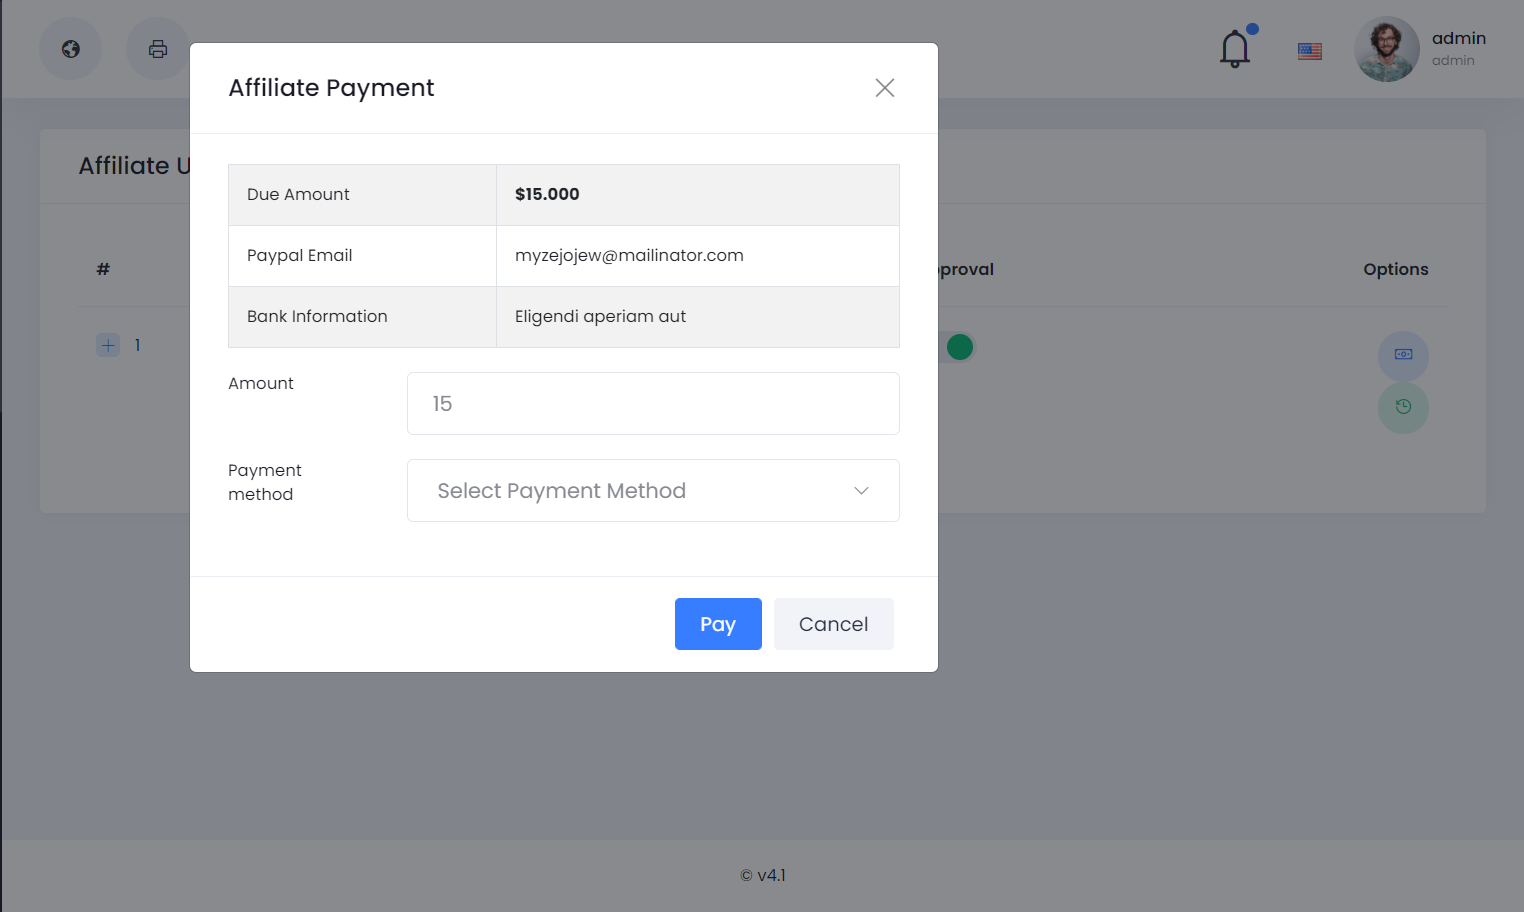 admin
admin
Affiliate Payment
Affiliate U
Due Amount
$15.000
Paypal Email
myzejojew@mailinator.com
Bank Information
Eligendi aperiam aut
#
proval
Options
1
Amount
15
Payment
method
Select Payment Method
Pay
Cancel
© v4.1